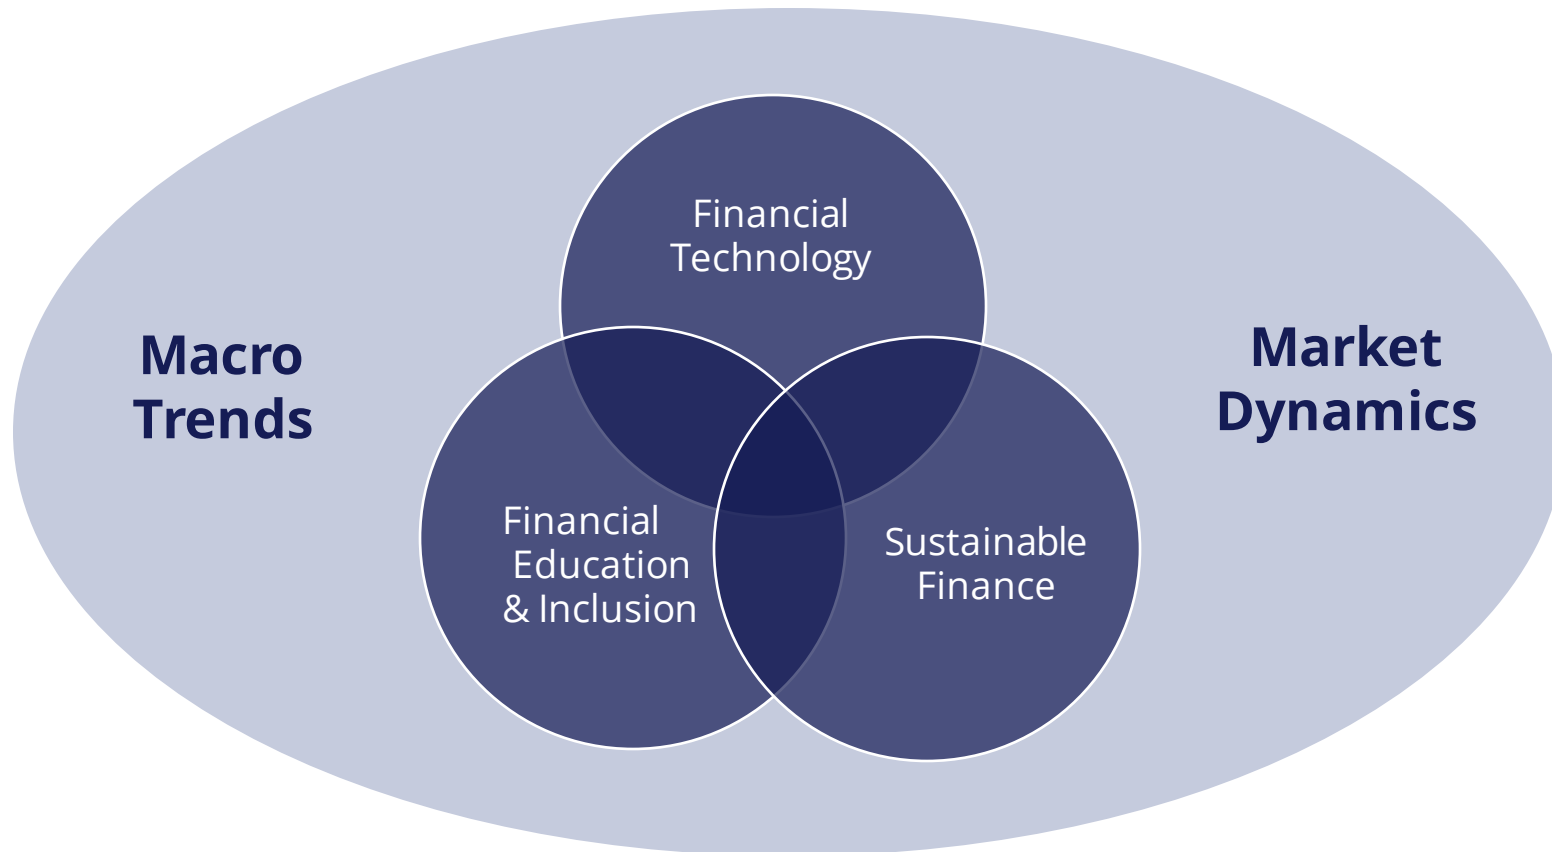 Financial
Technology
Macro
Trends
Market
Dynamics
Financial
Education
& Inclusion
Sustainable
Finance